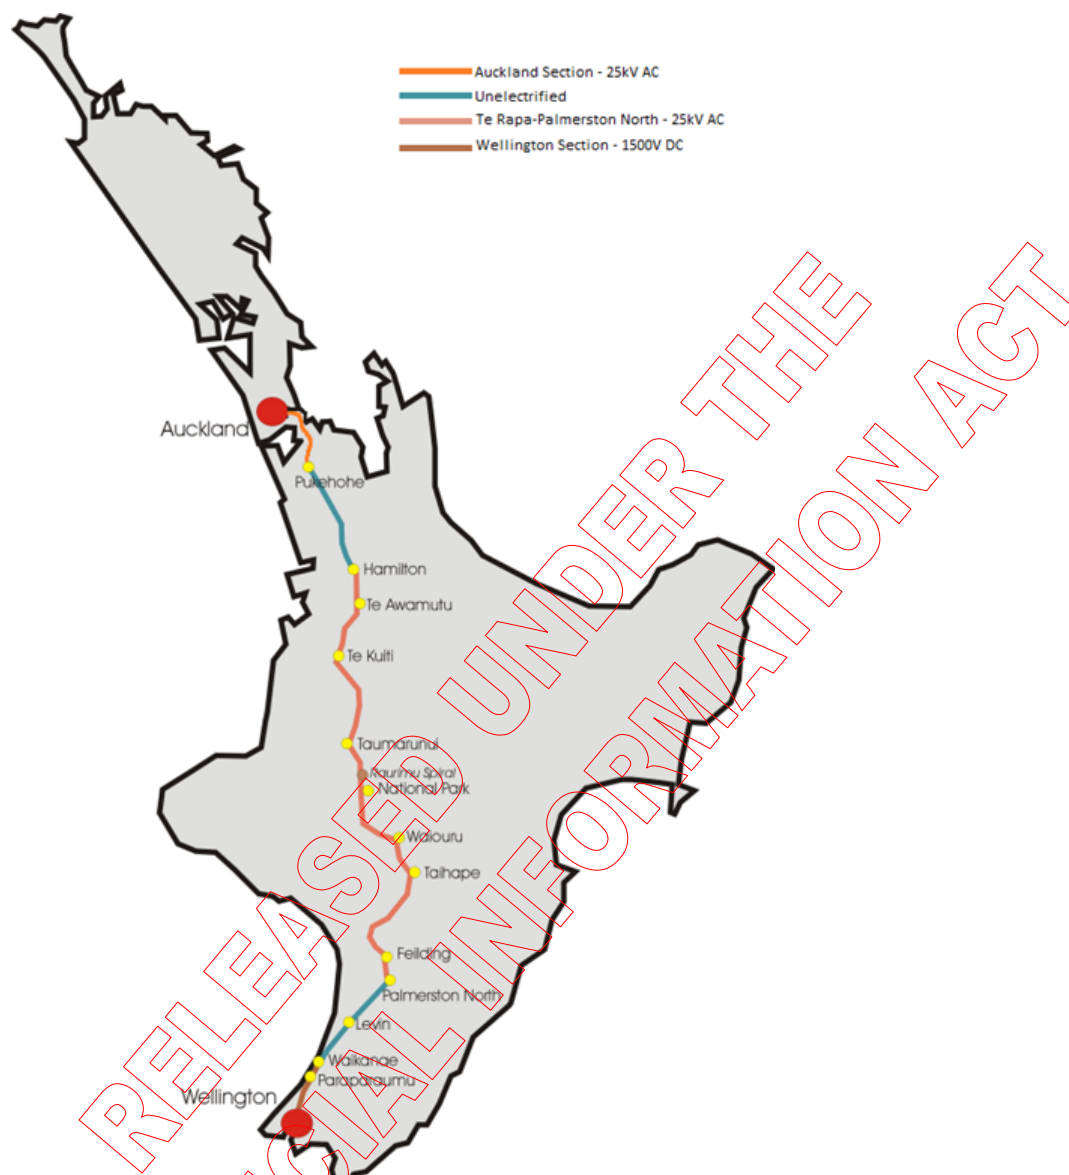 Auckland Section - 25kV AC
Unelectrified
Te Rapa-Palmerston North - 25kV AC
Wellington Section - 1500V DC
Auckland
Pukehohe
Hamilton
Te Awamutu
Te Kuiti
Taumarunui
Raurimu Spiral
National Park
Waiouru
Taihape
Feilding
Palmerston North
Levin
Waikanae
Paraparaumu
Wellington
RELEASED UNDER THE
CIAL INFORMATION ACT